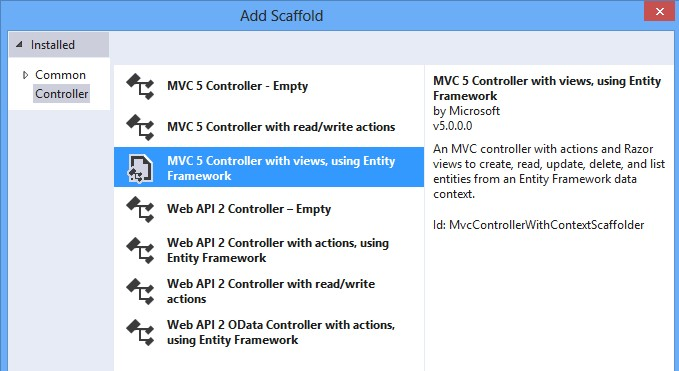 Add Scaffold
Installed
Common
Controller
MVC 5 Controller - Empty
MVC 5 Controller with read/write actions
MVC 5 Controller with views, using Entity
Framework
Web API 2 Controller – Empty
Web API 2 Controller with actions, using
Entity Framework
Web API 2 Controller with read/write
actions
Web API 2 OData Controller with actions,
using Entity Framework
MVC 5 Controller with views, using Entity
Framework
by Microsoft
v5.0.0.0
An MVC controller with actions and Razor
views to create, read, update, delete, and list
entities from an Entity Framework data
context.
Id: MvcControllerWithContextScaffolder